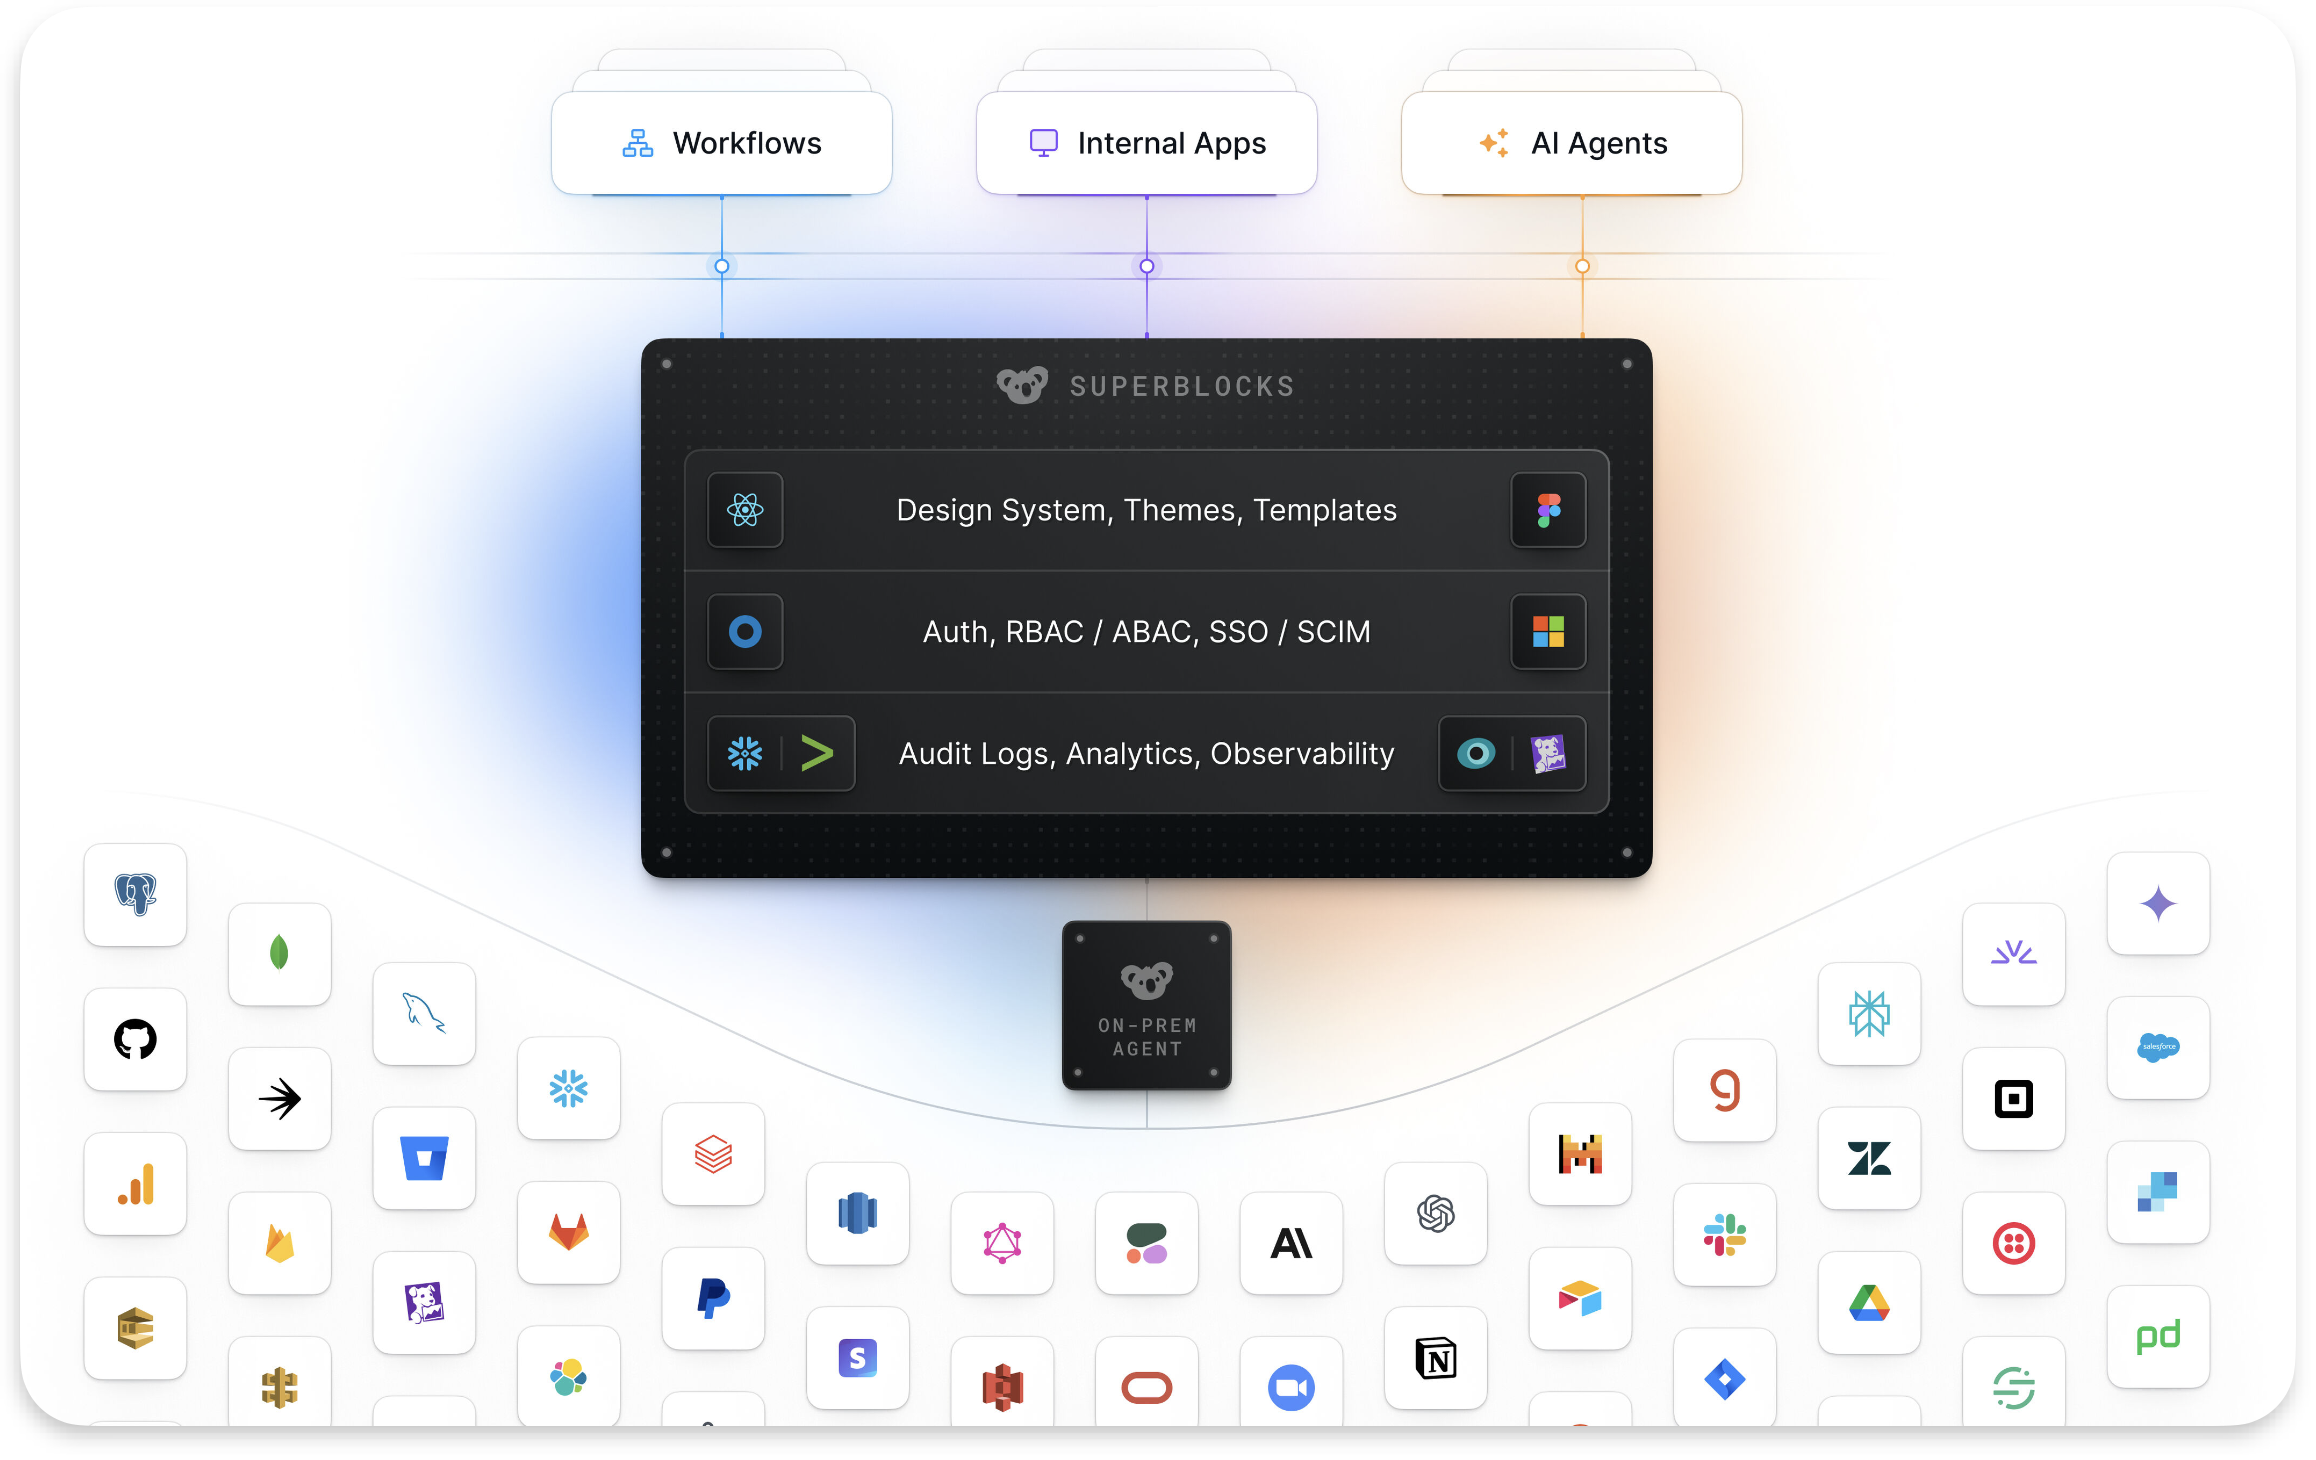 Workflows
Internal Apps
AI Agents
SUPERBLOCKS
Design System, Themes, Templates
Auth, RBAC / ABAC, SSO / SCIM
Audit Logs, Analytics, Observability
ON-PREM
AGENT
salesforce
pd